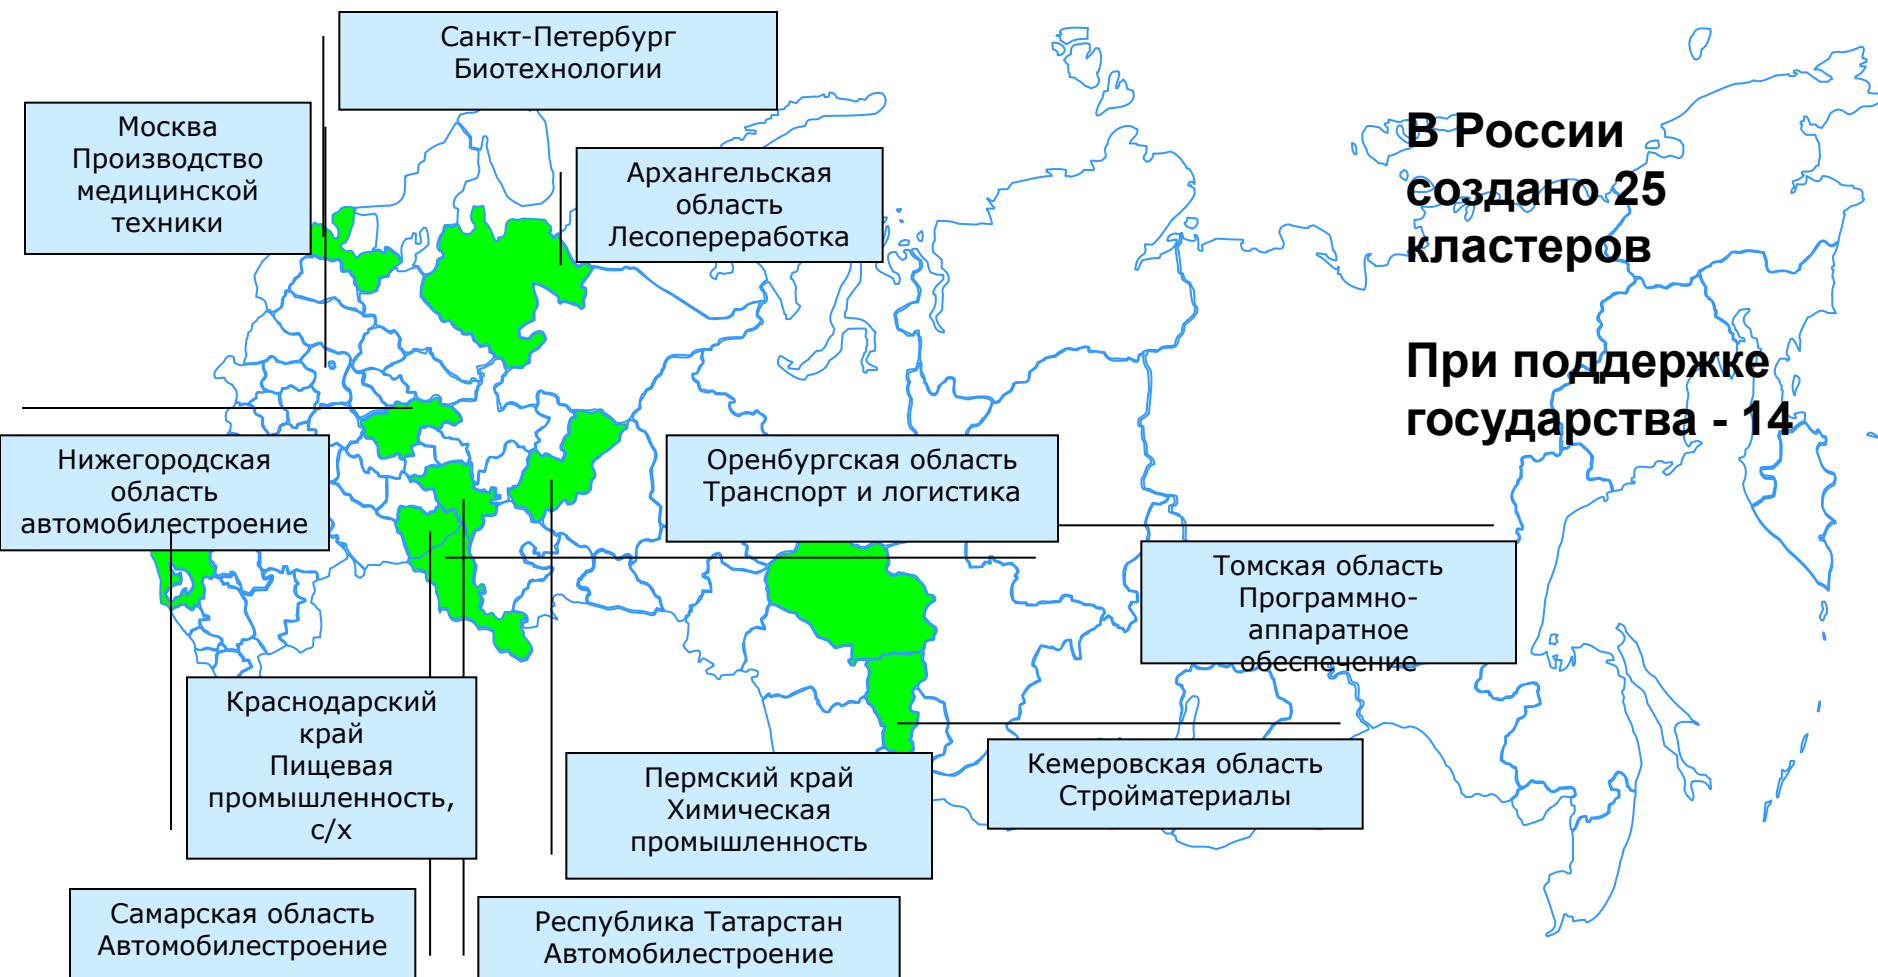 Санкт-Петербург
Биотехнологии
Москва
Производство
медицинской
техники
Архангельская
область
Лесопереработка
В России
создано 25
кластеров
При поддержке
государства - 14
Нижегородская
область
автомобилестроение
Оренбургская область
Транспорт и логистика
Томская область
Программно-
аппаратное
обеспечение
Краснодарский
край
Пищевая
промышленность,
с/х
Пермский край
Химическая
промышленность
Кемеровская область
Стройматериалы
Самарская область
Автомобилестроение
Республика Татарстан
Автомобилестроение